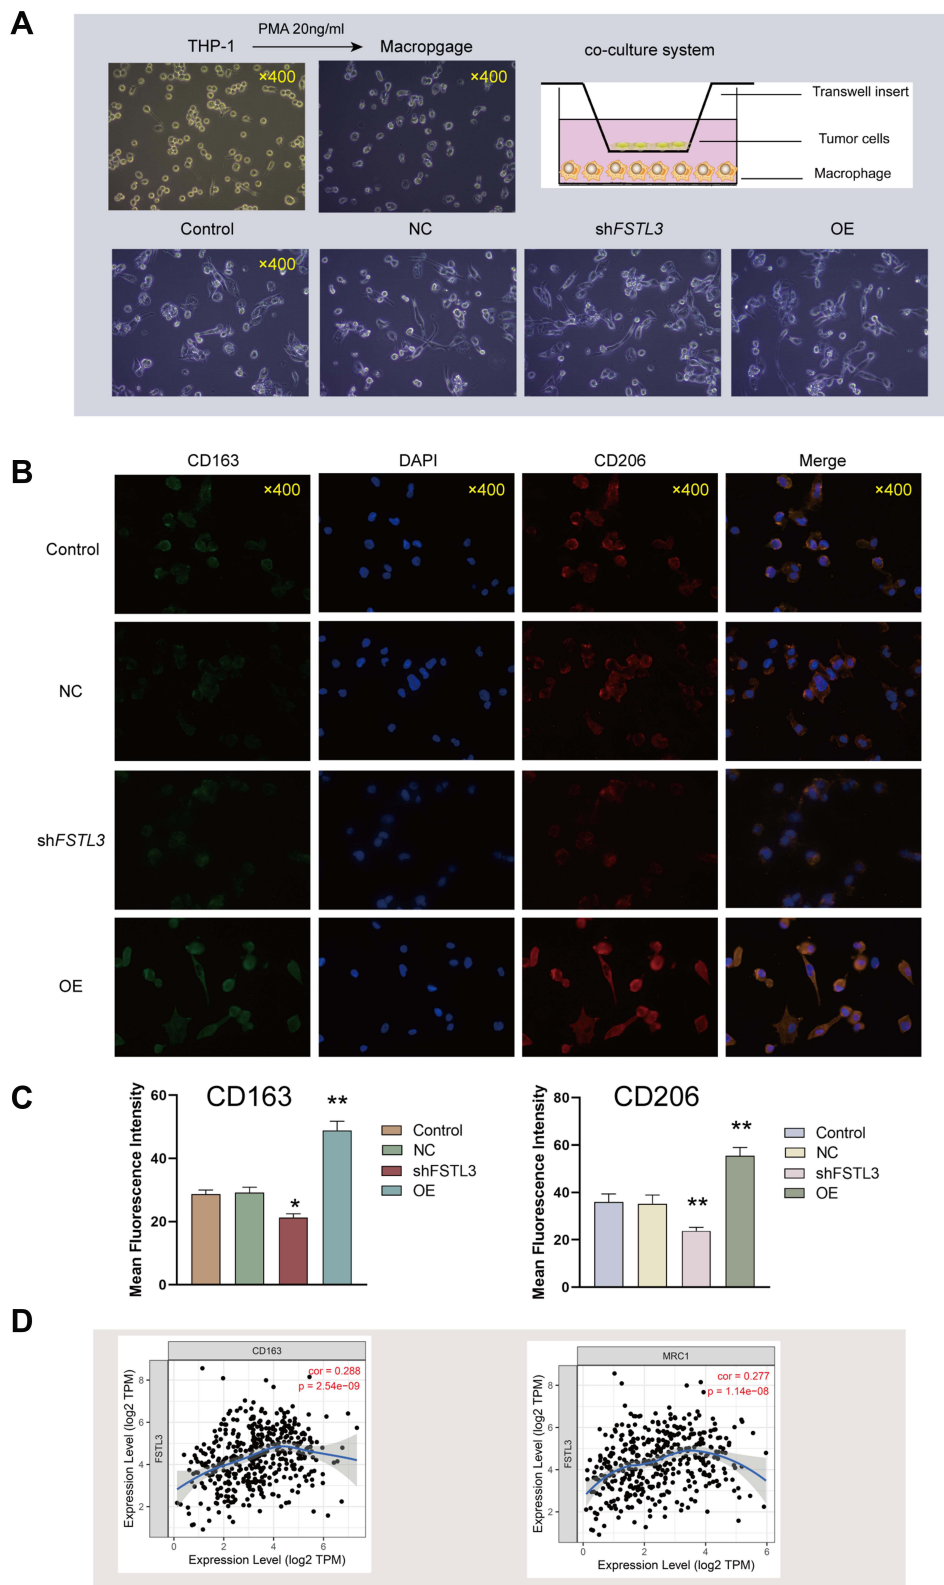 A
PMA 20ng/ml
THP-1
Macropgage
co-culture system
×400
×400
Transwell insert
Tumor cells
Macrophage
Control
NC
shFSTL3
OE
×400
B
CD163
DAPI
CD206
Merge
Control
×400
×400
×400
×400
NC
shFSTL3
OE
C
CD163
Mean Fluorescence Intensity
60
40
20
0
*
**
Control
NC
shFSTL3
OE
CD206
Mean Fluorescence Intensity
80
60
40
20
0
**
**
Control
NC
shFSTL3
OE
D
CD163
cor = 0.288
p = 2.54e−09
Expression Level (log2 TPM)
FSTL3
8
6
4
2
0 2 4 6
Expression Level (log2 TPM)
MRC1
cor = 0.277
p = 1.14e−08
Expression Level (log2 TPM)
FSTL3
8
6
4
2
0 2 4 6
Expression Level (log2 TPM)